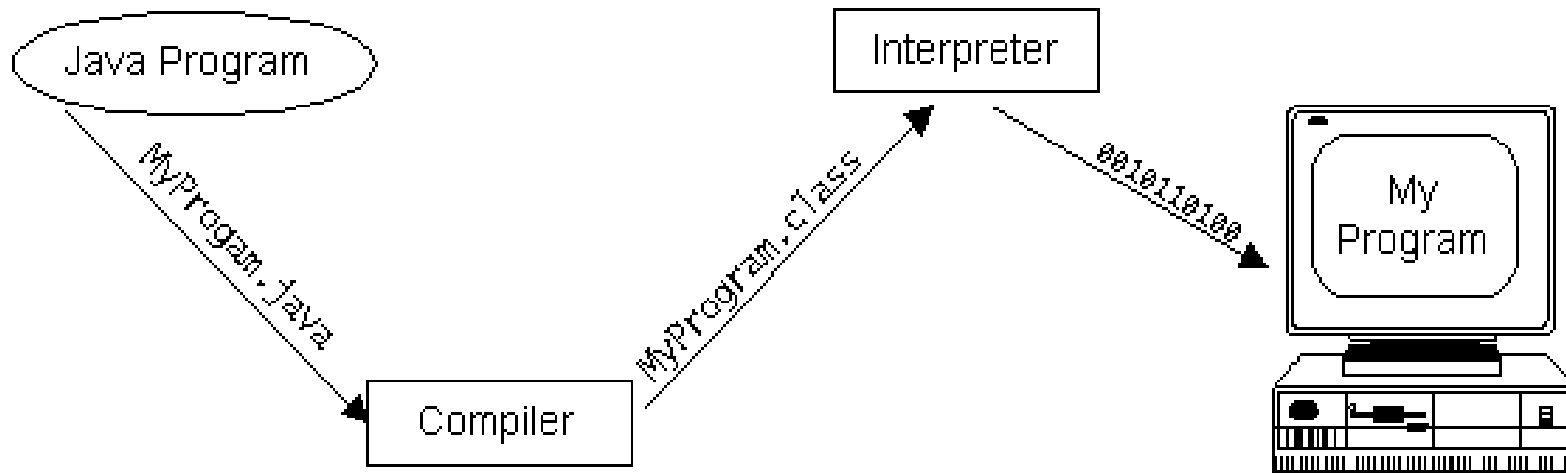 Java Program
MyProgam.java
Compiler
MyProgram.class
Interpreter
0010110100
My
Program